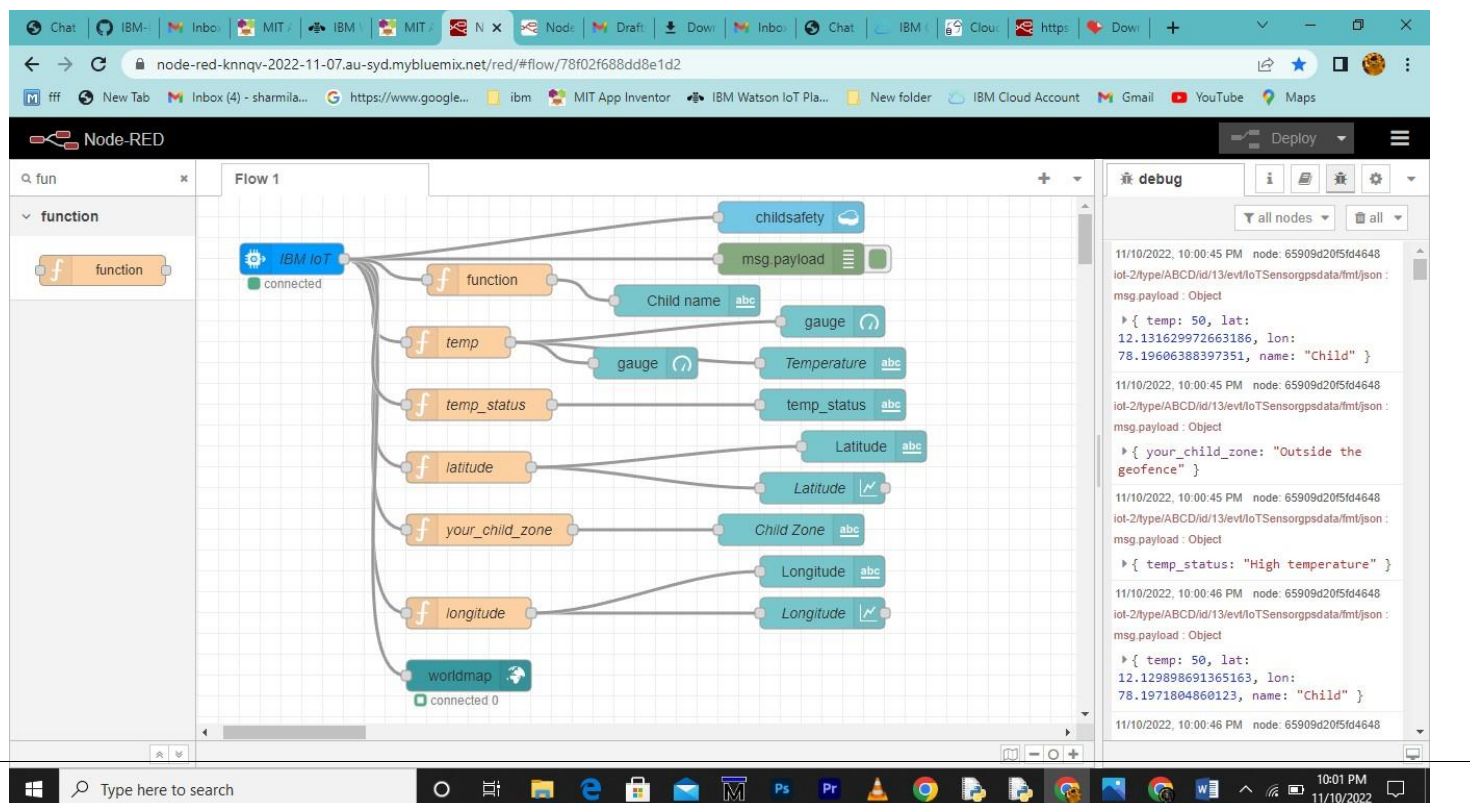 Chat
IBM-
Inbo
MIT A
IBM W
MIT A
N
Node
Draft
Dow
Inbo
Chat
IBM (
Clou
https
Dow
node-red-knnqv-2022-11-07.au-syd.mybluemix.net/red/#flow/78f02f688dd8e1d2
fff
New Tab
Inbox (4) - sharmila...
https://www.google...
ibm
MIT App Inventor
IBM Watson IoT Pla...
New folder
IBM Cloud Account
Gmail
YouTube
Maps
Node-RED
Deploy
fun
function
function
Flow 1
IBM IoT
connected
childsafety
msg.payload
function
Child name abc
gauge
temp
gauge
Temperature abc
temp_status
temp_status abc
Latitude abc
latitude
Latitude
your_child_zone
Child Zone abc
Longitude abc
longitude
Longitude
worldmap
connected 0
debug
all nodes
all
11/10/2022, 10:00:45 PM node: 65909d20f5fd4648
iot-2/type/ABCD/id/13/evt/IoTSensorgpsdata/fmt/json :
msg.payload : Object
{ temp: 50, lat:
12.131629972663186, lon:
78.19606388397351, name: "Child" }
11/10/2022, 10:00:45 PM node: 65909d20f5fd4648
iot-2/type/ABCD/id/13/evt/IoTSensorgpsdata/fmt/json :
msg.payload : Object
{ your_child_zone: "Outside the
geofence" }
11/10/2022, 10:00:45 PM node: 65909d20f5fd4648
iot-2/type/ABCD/id/13/evt/IoTSensorgpsdata/fmt/json :
msg.payload : Object
{ temp_status: "High temperature" }
11/10/2022, 10:00:46 PM node: 65909d20f5fd4648
iot-2/type/ABCD/id/13/evt/IoTSensorgpsdata/fmt/json :
msg.payload : Object
{ temp: 50, lat:
12.129898691365163, lon:
78.1971804860123, name: "Child" }
11/10/2022, 10:00:46 PM node: 65909d20f5fd4648
Type here to search
Ps
Pr
10:01 PM
11/10/2022